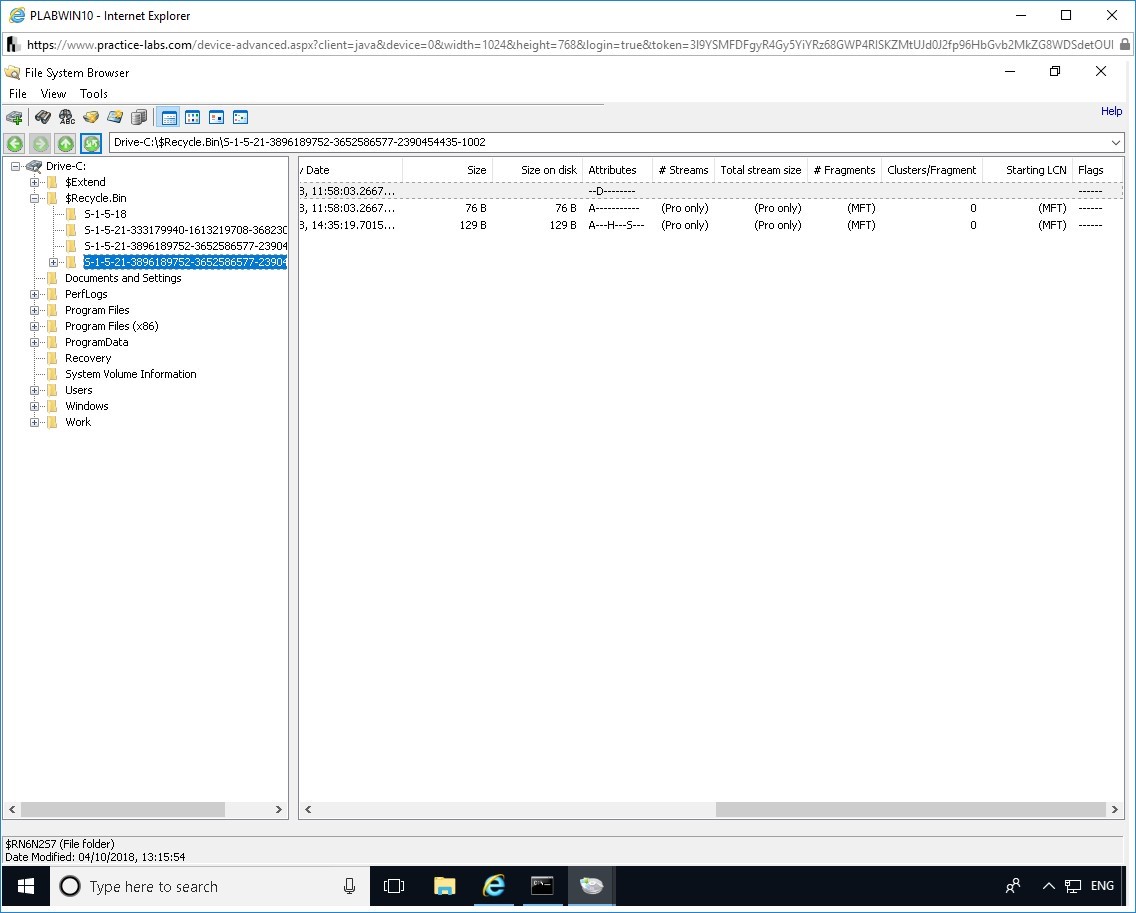 PLABWIN10 - Internet Explorer
https://www.practice-labs.com/device-advanced.aspx?client=java&device=0&width=1024&height=768&login=true&token=3I9YSMFDFgyR4Gy5YiYRz68GWP4RlSKZMtUJd0J2fp96HbGvb2MkZG8WDSdetOUI
File System Browser
File View Tools
Help
Drive-C:\$Recycle.Bin\S-1-5-21-3896189752-3652586577-2390454435-1002
Drive-C:
$Extend
$Recycle.Bin
S-1-5-18
S-1-5-21-333179940-1613219708-368230
S-1-5-21-3896189752-3652586577-23904
S-1-5-21-3896189752-3652586577-23904
Documents and Settings
PerfLogs
Program Files
Program Files (x86)
ProgramData
Recovery
System Volume Information
Users
Windows
Work
Date Size Size on disk Attributes # Streams Total stream size # Fragments Clusters/Fragment Starting LCN Flags
, 11:58:03.2667... --D-------- ------
, 11:58:03.2667... 76 B 76 B A----------- (Pro only) (Pro only) (MFT) 0 (MFT) ------
, 14:35:19.7015... 129 B 129 B A---H---S--- (Pro only) (Pro only) (MFT) 0 (MFT) ------
$RN6N2S7 (File folder)
Date Modified: 04/10/2018, 13:15:54
Type here to search
ENG